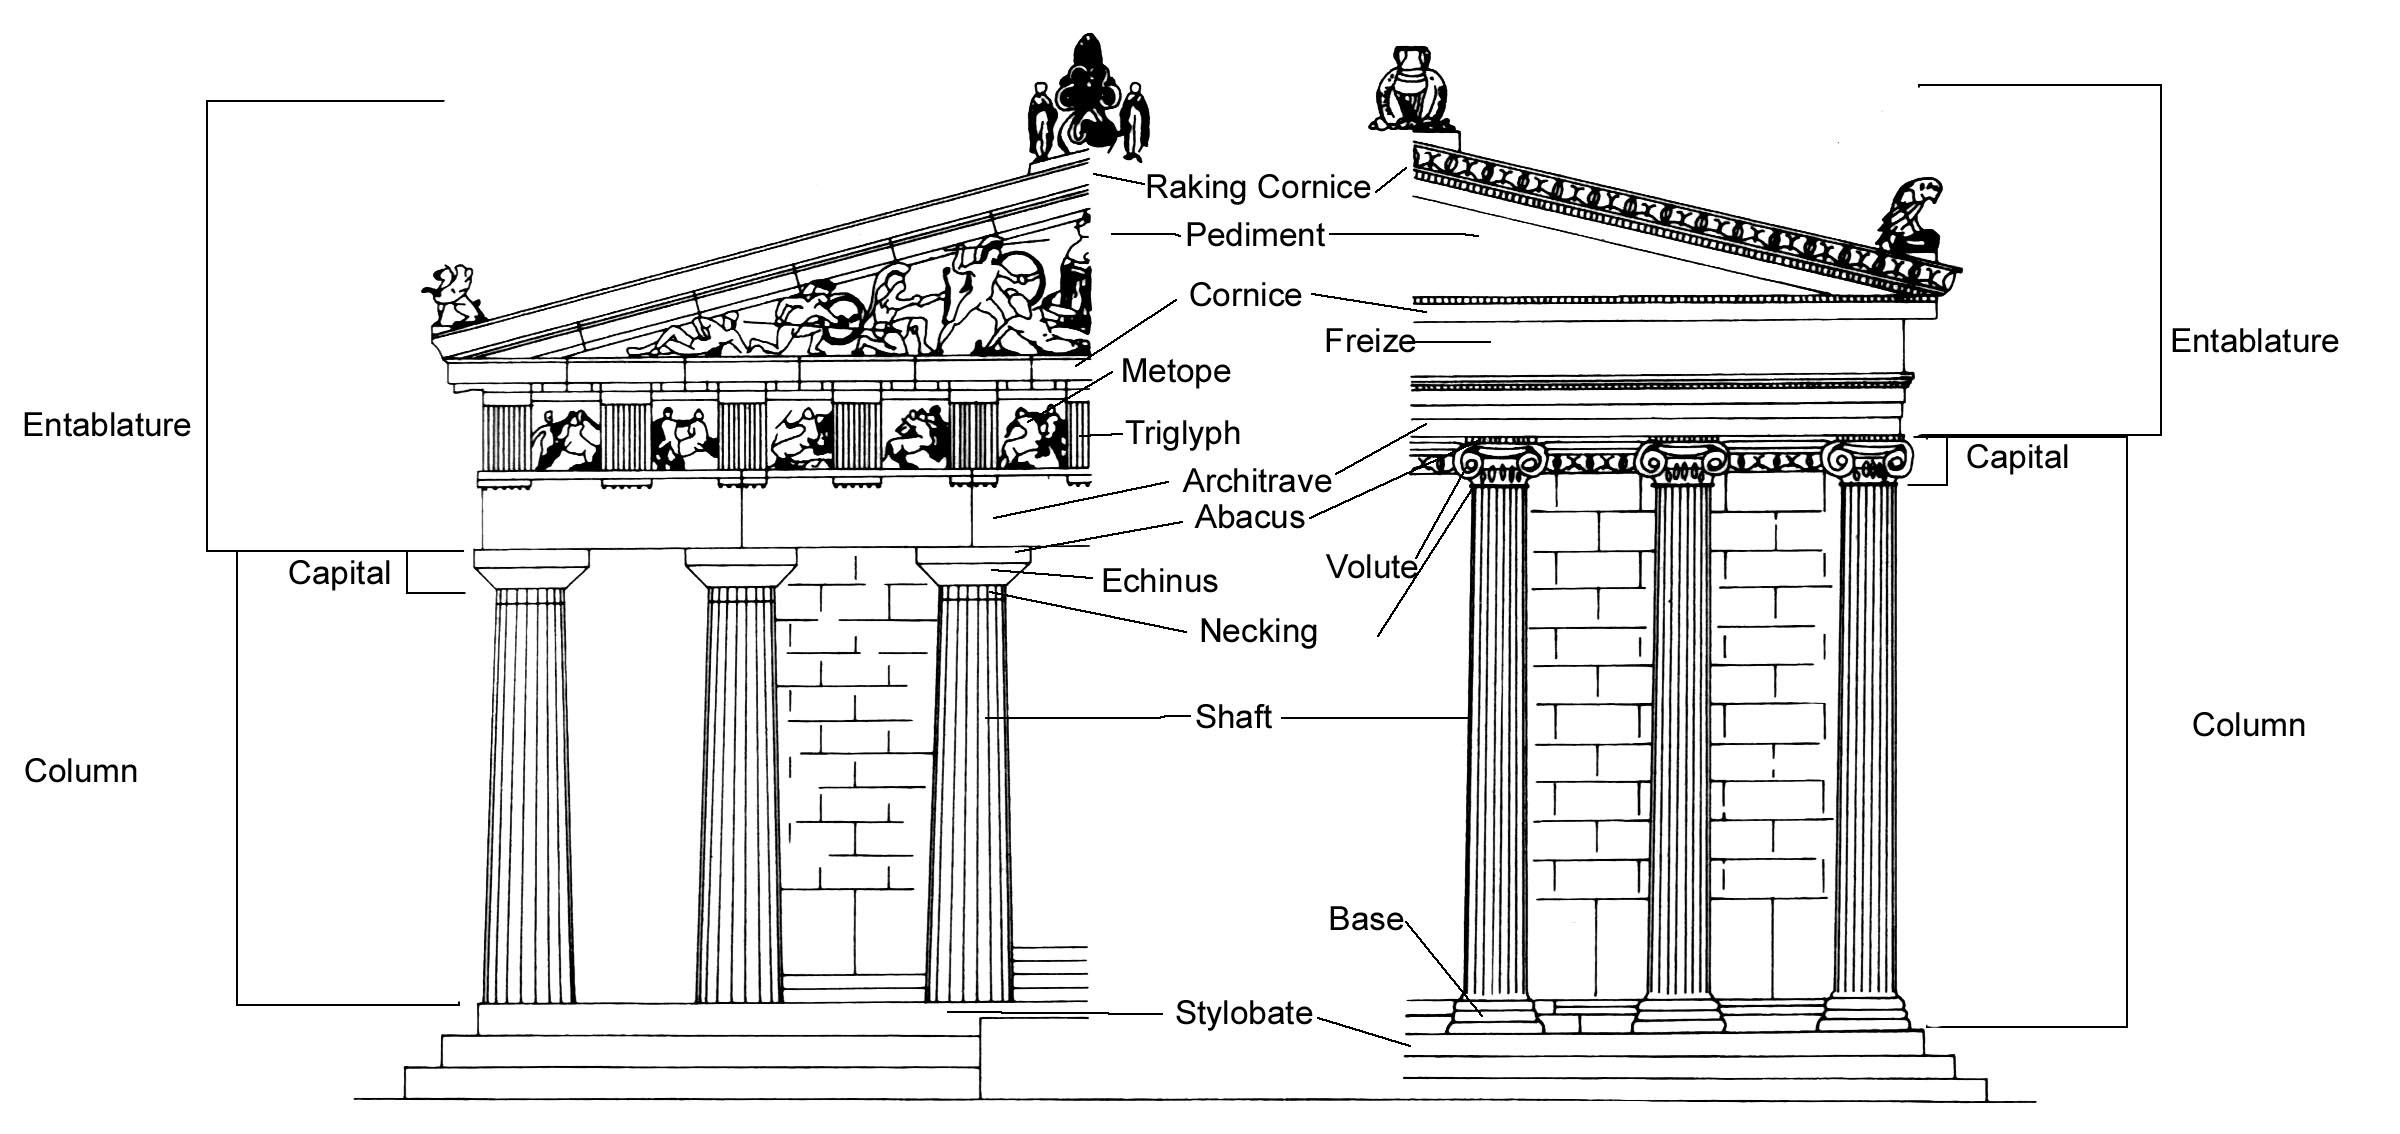 Raking Cornice
Pediment
Cornice
Freize
Entablature
Metope
Entablature
Triglyph
Capital
Architrave
Abacus
Capital
Volute
Echinus
Necking
Shaft
Column
Column
Base
Stylobate